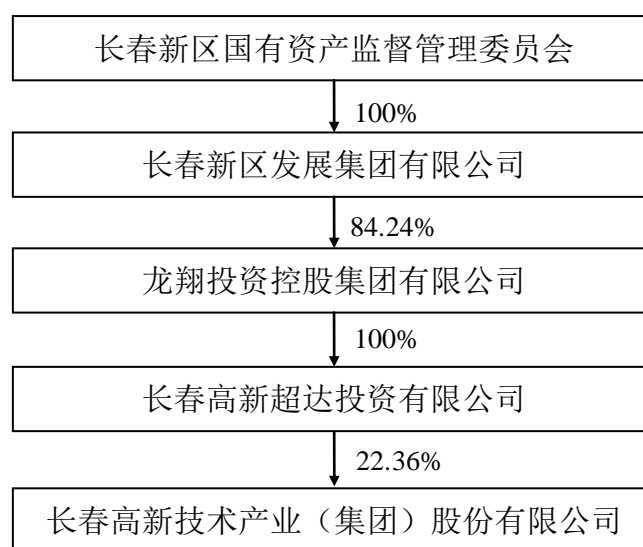 长春新区国有资产监督管理委员会
100%
长春新区发展集团有限公司
84.24%
龙翔投资控股集团有限公司
100%
长春高新超达投资有限公司
22.36%
长春高新技术产业（集团）股份有限公司